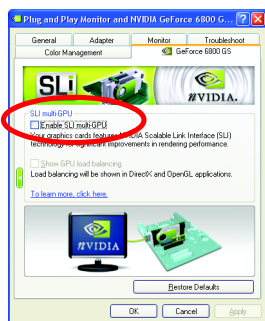 Plug and Play Monitor and NVIDIA GeForce 6800 G...
General Adapter Monitor Troubleshoot
Color Management GeForce 6800 GS
SLI
NVIDIA.
SLI multi-GPU
Enable SLI multi-GPU
Your graphics cards feature NVIDIA Scalable Link Interface (SLI)
technology for significant improvements in rendering performance.
Show GPU load balancing
Load balancing will be shown in DirectX and OpenGL applications.
To learn more, click here.
NVIDIA
Restore Defaults
OK Cancel Apply